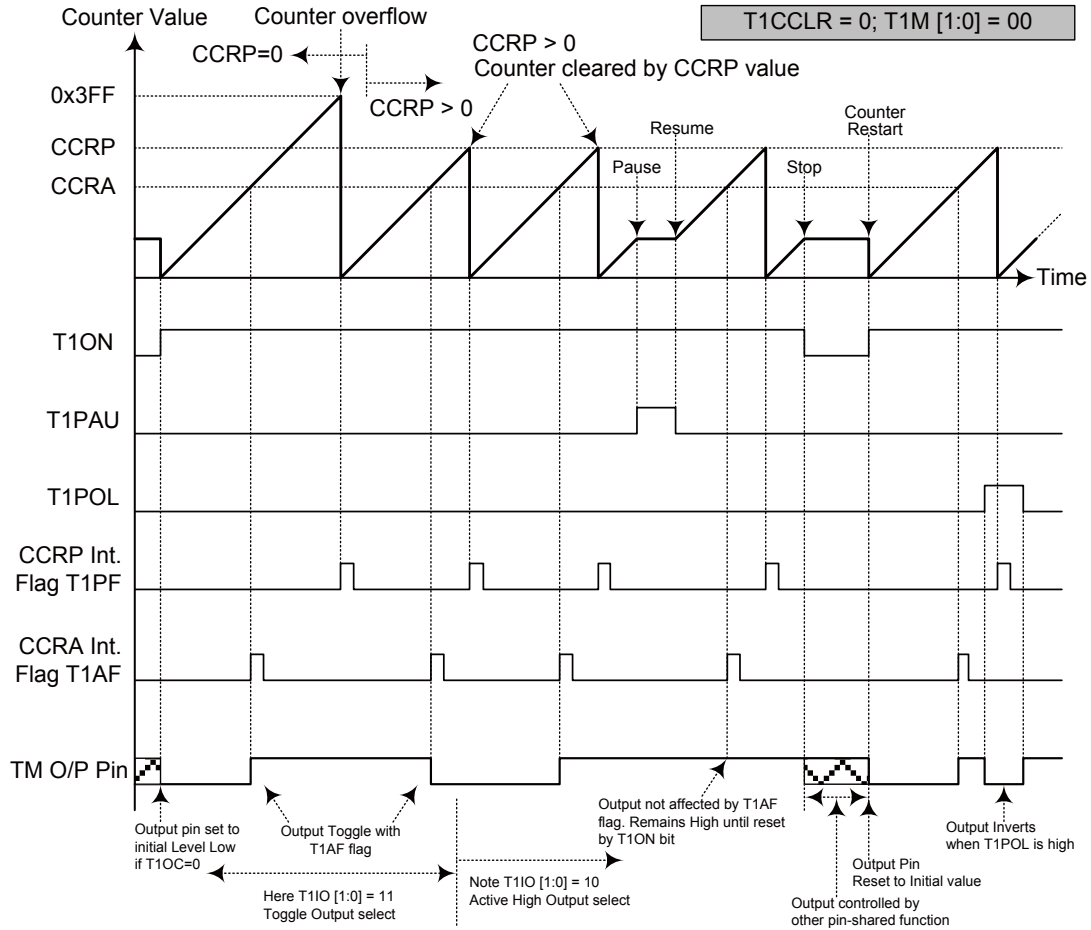 Counter Value
Counter overflow
T1CCLR = 0; T1M [1:0] = 00
CCRP=0
CCRP > 0
CCRP > 0
Counter cleared by CCRP value
0x3FF
CCRP
CCRA
Pause
Resume
Stop
Counter
Restart
Time
T1ON
T1PAU
T1POL
CCRP Int.
Flag T1PF
CCRA Int.
Flag T1AF
TM O/P Pin
Output pin set to
initial Level Low
if T1OC=0
Output Toggle with
T1AF flag
Here T1IO [1:0] = 11
Toggle Output select
Note T1IO [1:0] = 10
Active High Output select
Output not affected by T1AF
flag. Remains High until reset
by T1ON bit
Output controlled by
other pin-shared function
Output Pin
Reset to Initial value
Output Inverts
when T1POL is high